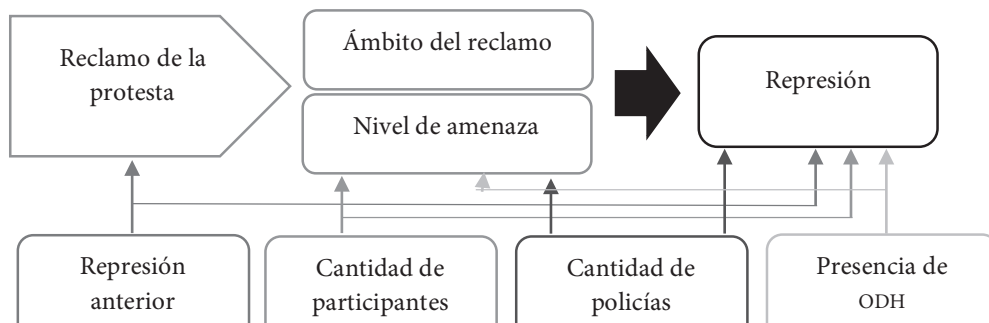 Reclamo de la
protesta
Ámbito del reclamo
Nivel de amenaza
Represión
Represión
anterior
Cantidad de
participantes
Cantidad de
policías
Presencia de
ODH